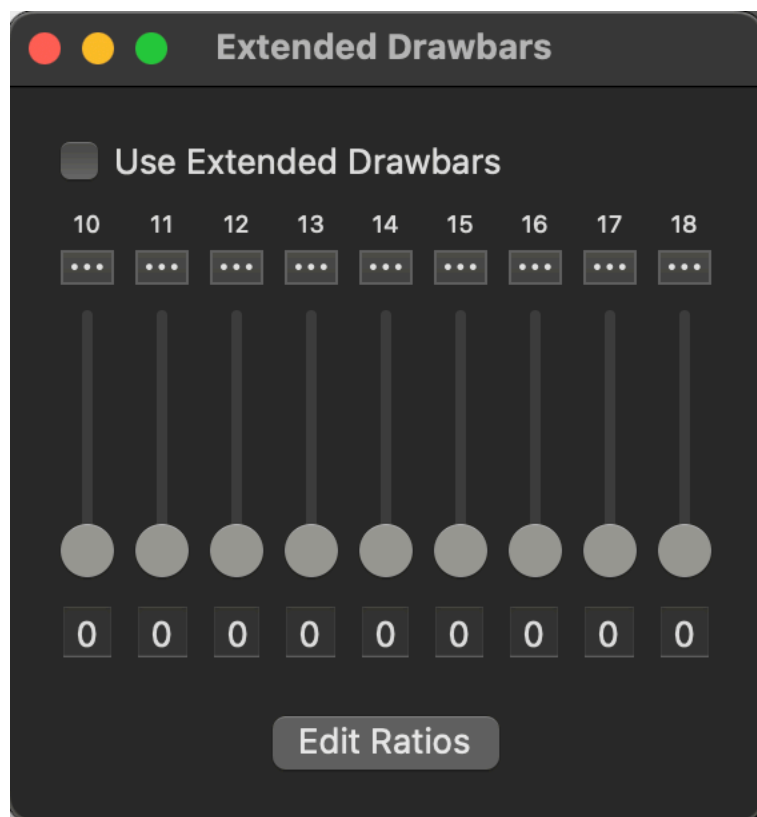 Extended Drawbars
Use Extended Drawbars
10 11 12 13 14 15 16 17 18
... ... ... ... ... ... ... ... ...
0 0 0 0 0 0 0 0 0
Edit Ratios